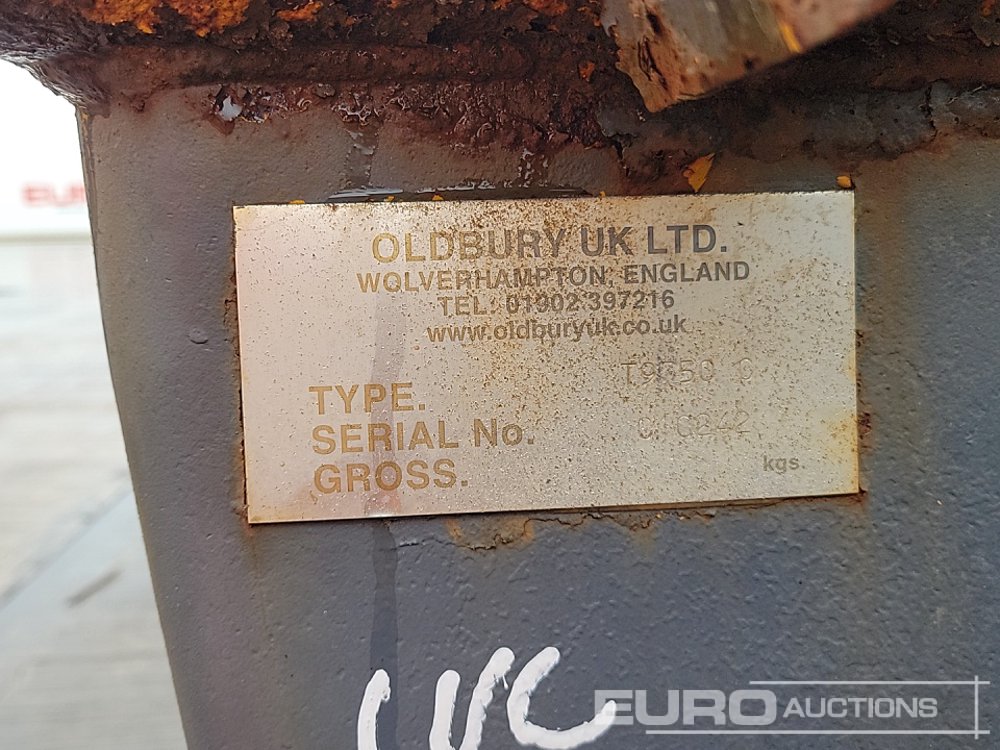 EURO
OLDBURY UK LTD.
WOLVERHAMPTON, ENGLAND
TEL: 01902 397216
www.oldburyuk.co.uk
TYPE.
SERIAL No.
GROSS. kgs.
EURO AUCTIONS